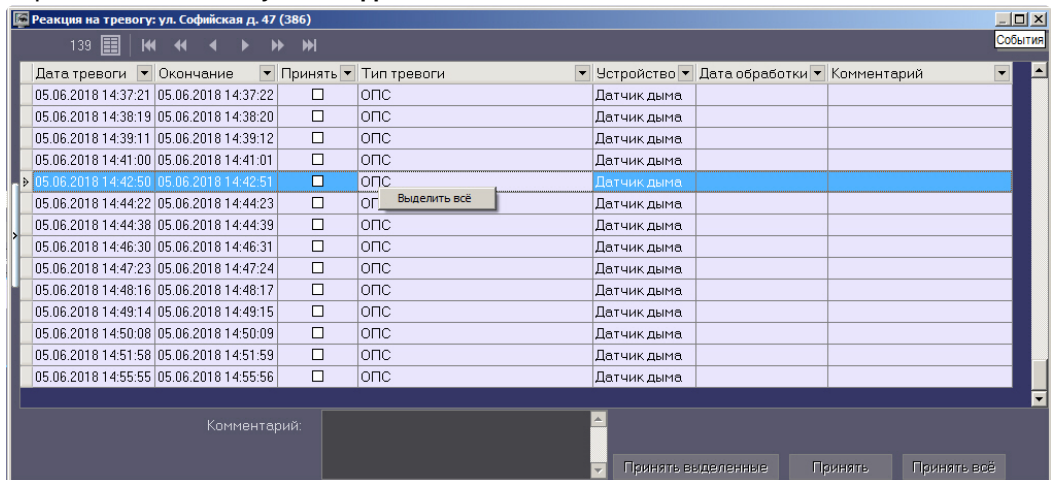 Реакция на тревогу: ул. Софийская д. 47 (386)
139
События
Дата тревоги Окончание Принять Тип тревоги Устройство Дата обработки Комментарий
05.06.2018 14:37:21 05.06.2018 14:37:22 ОПС Датчик дыма
05.06.2018 14:38:19 05.06.2018 14:38:20 ОПС Датчик дыма
05.06.2018 14:39:11 05.06.2018 14:39:12 ОПС Датчик дыма
05.06.2018 14:41:00 05.06.2018 14:41:01 ОПС Датчик дыма
05.06.2018 14:42:50 05.06.2018 14:42:51 ОПС Датчик дыма
Выделить всё
05.06.2018 14:44:22 05.06.2018 14:44:23 Датчик дыма
05.06.2018 14:44:38 05.06.2018 14:44:39 ОПС Датчик дыма
05.06.2018 14:46:30 05.06.2018 14:46:31 ОПС Датчик дыма
05.06.2018 14:47:23 05.06.2018 14:47:24 ОПС Датчик дыма
05.06.2018 14:48:16 05.06.2018 14:48:17 ОПС Датчик дыма
05.06.2018 14:49:14 05.06.2018 14:49:15 ОПС Датчик дыма
05.06.2018 14:50:08 05.06.2018 14:50:09 ОПС Датчик дыма
05.06.2018 14:51:58 05.06.2018 14:51:59 ОПС Датчик дыма
05.06.2018 14:55:55 05.06.2018 14:55:56 ОПС Датчик дыма
Комментарий:
Принять выделенные Принять Принять всё